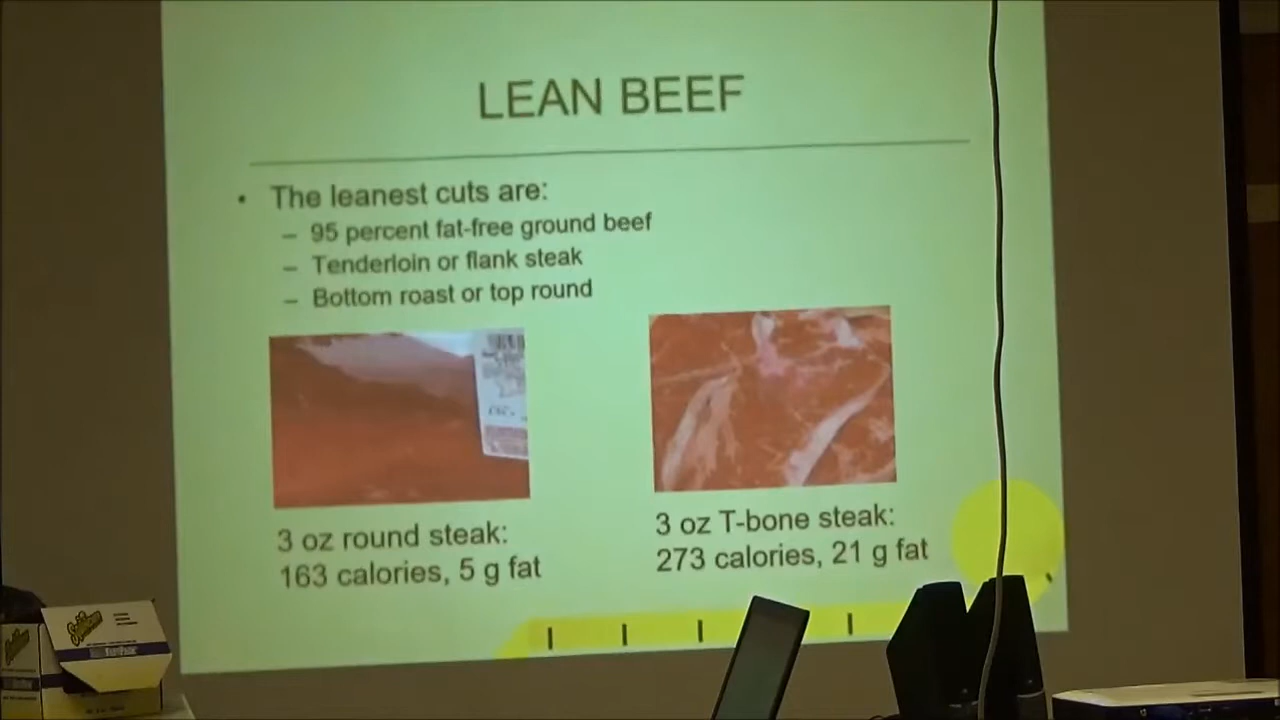 LEAN BEEF
• The leanest cuts are:
– 95 percent fat-free ground beef
– Tenderloin or flank steak
– Bottom roast or top round
3 oz round steak:
163 calories, 5 g fat
3 oz T-bone steak:
273 calories, 21 g fat
Sqwincher